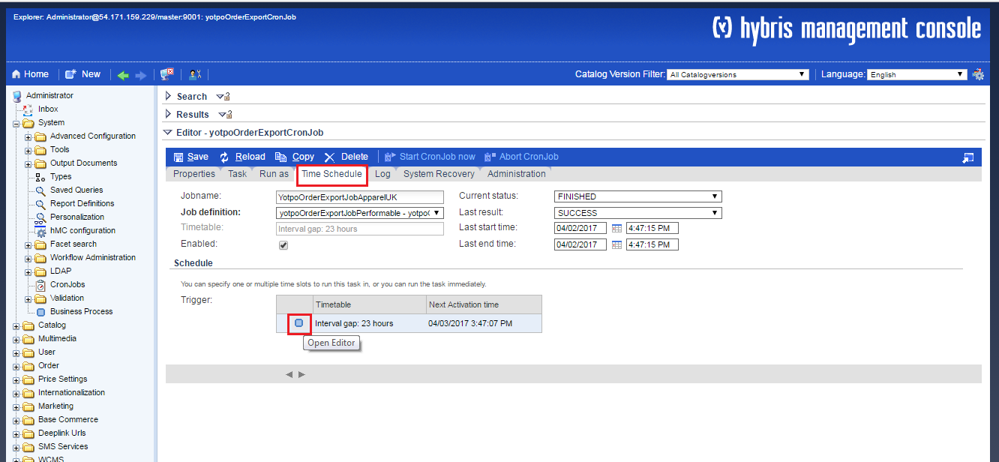 Explorer: Administrator@54.171.159.229/master:9001: yotpoOrderExportCronJob
hybris management console
Home New Catalog Version Filter: All Catalogversions Language: English
Administrator
Inbox
System
Advanced Configuration
Tools
Output Documents
Types
Saved Queries
Report Definitions
Personalization
hMC configuration
Facet search
Workflow Administration
LDAP
CronJobs
Validation
Business Process
Catalog
Multimedia
User
Order
Price Settings
Internationalization
Marketing
Base Commerce
Deeplink Urls
SMS Services
WCMS
Search
Results
Editor - yotpoOrderExportCronJob
Save Reload Copy Delete Start CronJob now Abort CronJob
Properties Task Run as Time Schedule Log System Recovery Administration
Jobname: YotpoOrderExportJobApparelUK Current status: FINISHED
Job definition: yotpoOrderExportJobPerformable - yotpo Last result: SUCCESS
Timetable: Interval gap: 23 hours Last start time: 04/02/2017 4:47:15 PM
Enabled: Last end time: 04/02/2017 4:47:15 PM
Schedule
You can specify one or multiple time slots to run this task in, or you can run the task immediately.
Trigger: Timetable Next Activation time
Interval gap: 23 hours 04/03/2017 3:47:07 PM
Open Editor